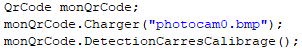 QrCode monQrCode;
monQrCode.Charger("photocam0.bmp");
monQrCode.DetectionCarresCalibrage();